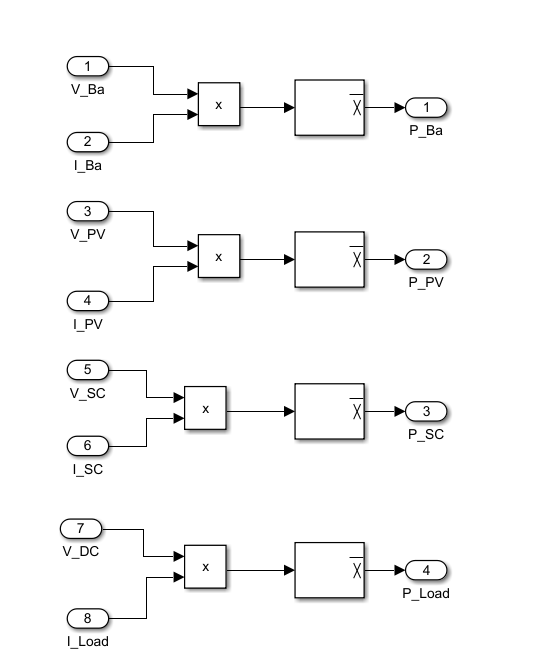 1
V_Ba
x
x̄
1
P_Ba
2
I_Ba
3
V_PV
x
x̄
2
P_PV
4
I_PV
5
V_SC
x
x̄
3
P_SC
6
I_SC
7
V_DC
x
x̄
4
P_Load
8
I_Load